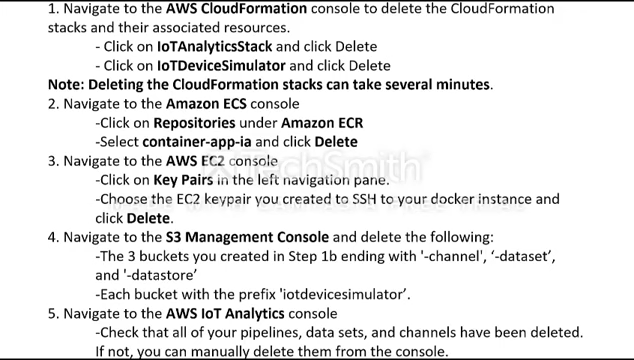 1. Navigate to the AWS CloudFormation console to delete the CloudFormation
stacks and their associated resources.
- Click on IoTAnalyticsStack and click Delete
- Click on IoTDeviceSimulator and click Delete
Note: Deleting the CloudFormation stacks can take several minutes.
2. Navigate to the Amazon ECS console
-Click on Repositories under Amazon ECR
-Select container-app-ia and click Delete
3. Navigate to the AWS EC2 console
-Click on Key Pairs in the left navigation pane.
-Choose the EC2 keypair you created to SSH to your docker instance and
click Delete.
4. Navigate to the S3 Management Console and delete the following:
-The 3 buckets you created in Step 1b ending with '-channel', ‘-dataset’,
and '-datastore’
-Each bucket with the prefix 'iotdevicesimulator’.
5. Navigate to the AWS IoT Analytics console
-Check that all of your pipelines, data sets, and channels have been deleted.
If not, you can manually delete them from the console.
TechSmith